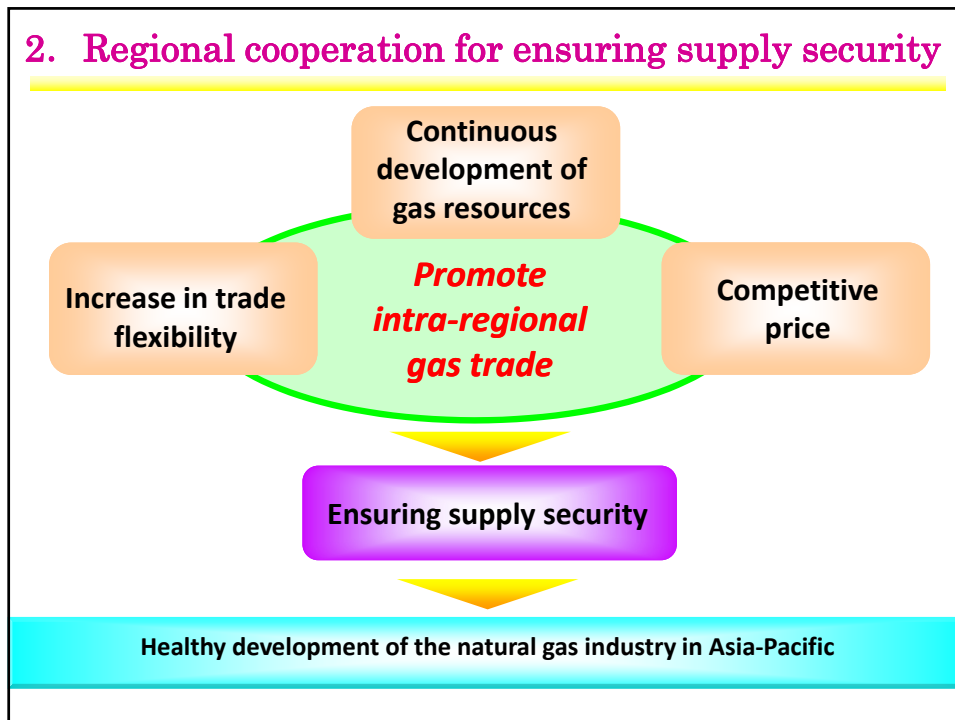 2. Regional cooperation for ensuring supply security
Continuous
development of
gas resources
Increase in trade
flexibility
Promote
intra-regional
gas trade
Competitive
price
Ensuring supply security
Healthy development of the natural gas industry in Asia-Pacific